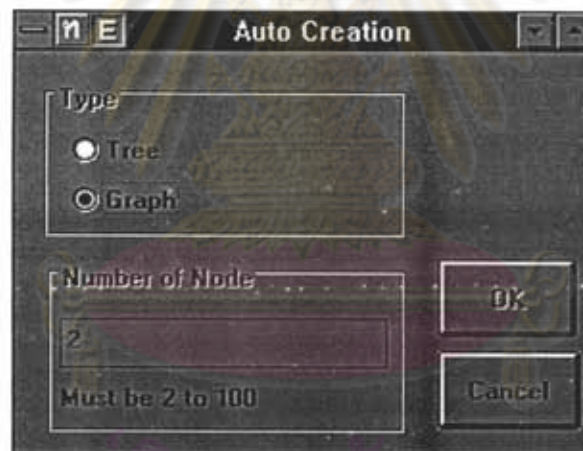 ก E Auto Creation
Type
Tree
Graph
Number of Node
2
Must be 2 to 100
OK
Cancel